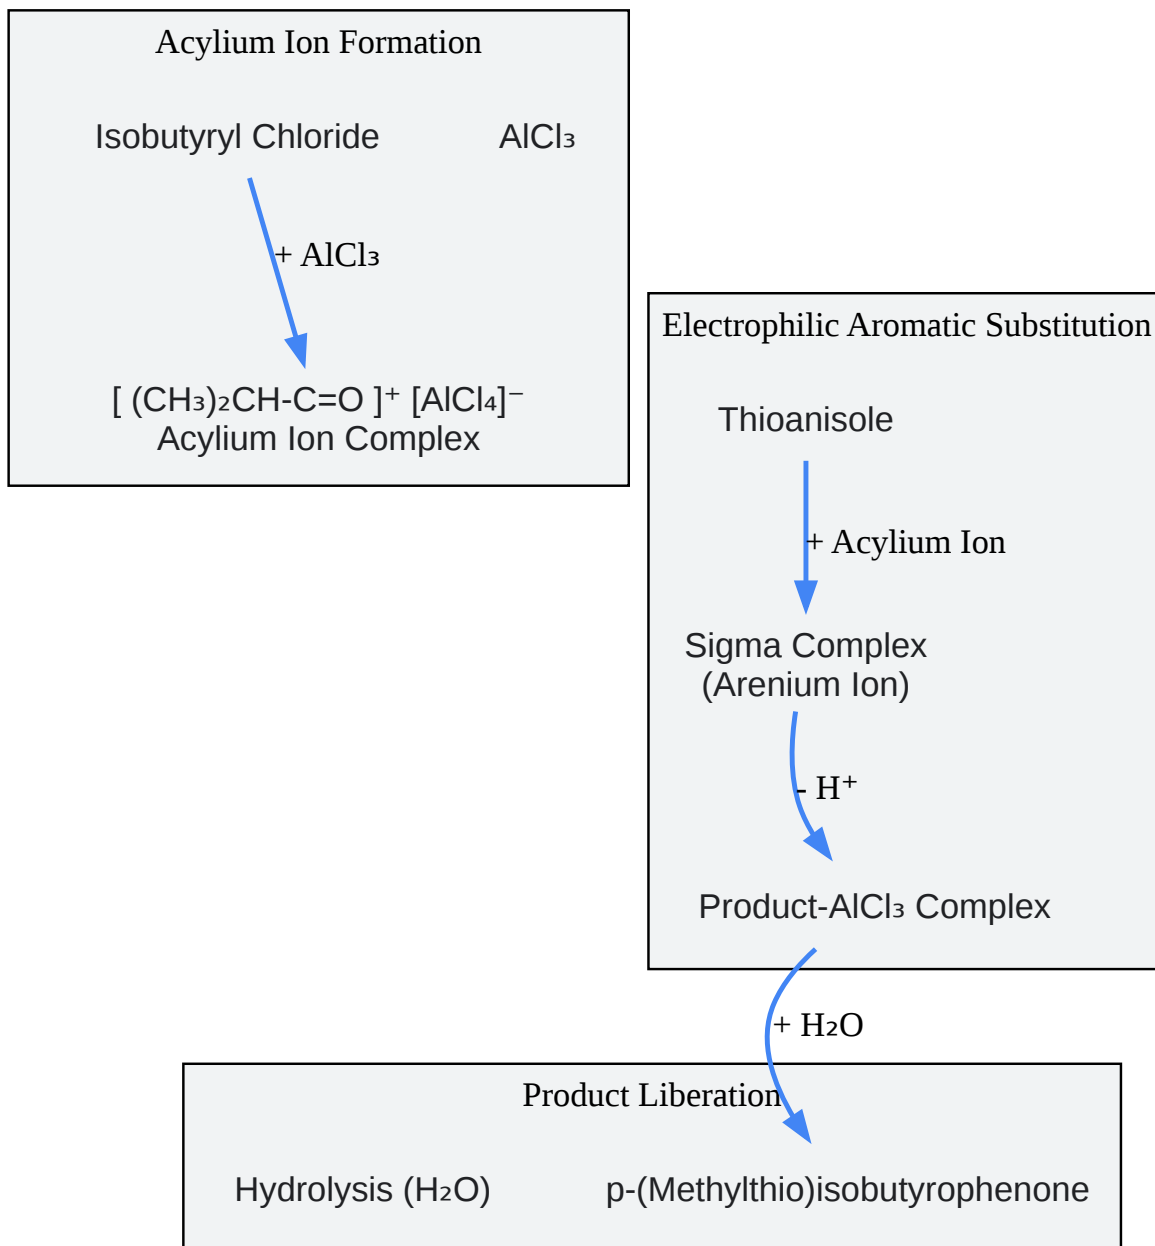 Acylium Ion Formation
Isobutyryl Chloride
AlCl₃
+ AlCl₃
[ (CH₃)₂CH-C=O ]⁺ [AlCl₄]⁻
Acylium Ion Complex
Electrophilic Aromatic Substitution
Thioanisole
+ Acylium Ion
Sigma Complex
(Arenium Ion)
- H⁺
Product-AlCl₃ Complex
+ H₂O
Product Liberation
Hydrolysis (H₂O)
p-(Methylthio)isobutyrophenone